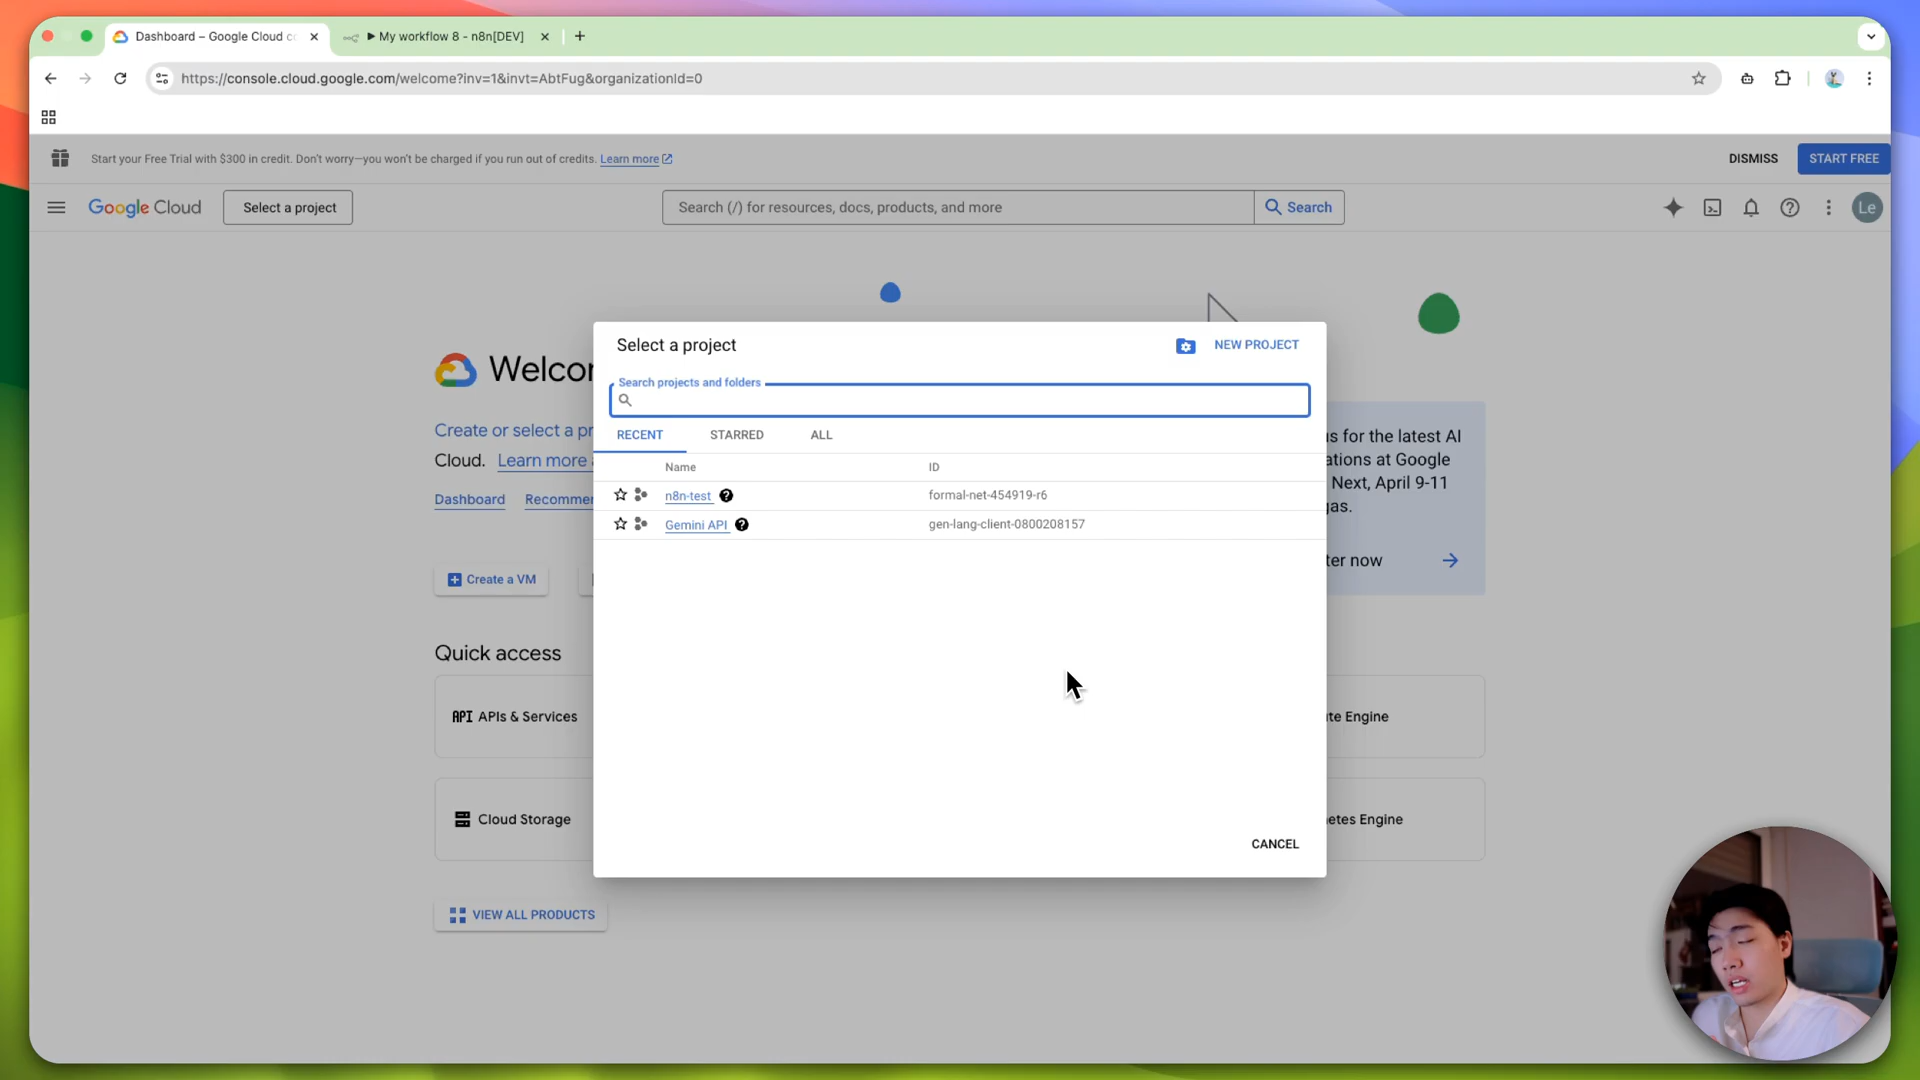 Dashboard – Google Cloud c
My workflow 8 - n8n[DEV]
https://console.cloud.google.com/welcome?inv=1&invt=AbtFug&organizationId=0
Start your Free Trial with $300 in credit. Don't worry—you won't be charged if you run out of credits. Learn more
DISMISS
START FREE
Google Cloud
Select a project
Search (/) for resources, docs, products, and more
Search
Le
Select a project
NEW PROJECT
Search projects and folders
RECENT
STARRED
ALL
Name
ID
n8n-test
formal-net-454919-r6
Gemini API
gen-lang-client-0800208157
CANCEL
Welcor
Create or select a pr
Cloud. Learn more
Dashboard
Recommer
us for the latest AI
ations at Google
Next, April 9-11
gas.
ter now
Create a VM
Quick access
API APIs & Services
te Engine
Cloud Storage
etes Engine
VIEW ALL PRODUCTS